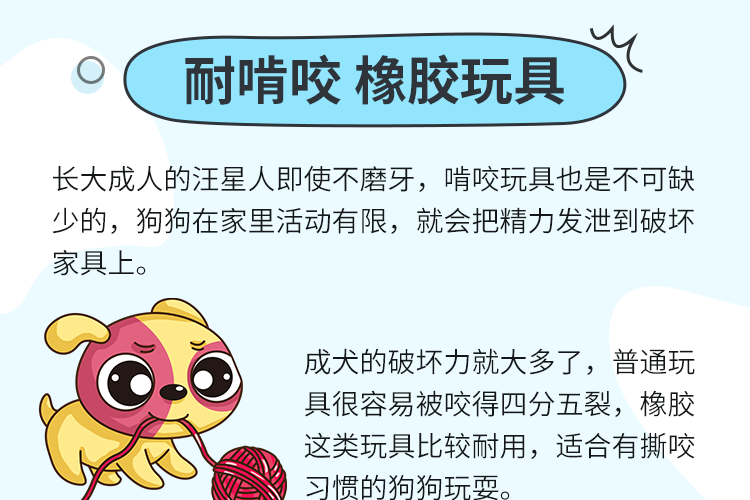 耐啃咬 橡胶玩具
长大成人的汪星人即使不磨牙，啃咬玩具也是不可缺
少的，狗狗在家里活动有限，就会把精力发泄到破坏
家具上。
成犬的破坏力就大多了，普通玩
具很容易被咬得四分五裂，橡胶
这类玩具比较耐用，适合有撕咬
习惯的狗狗玩耍。